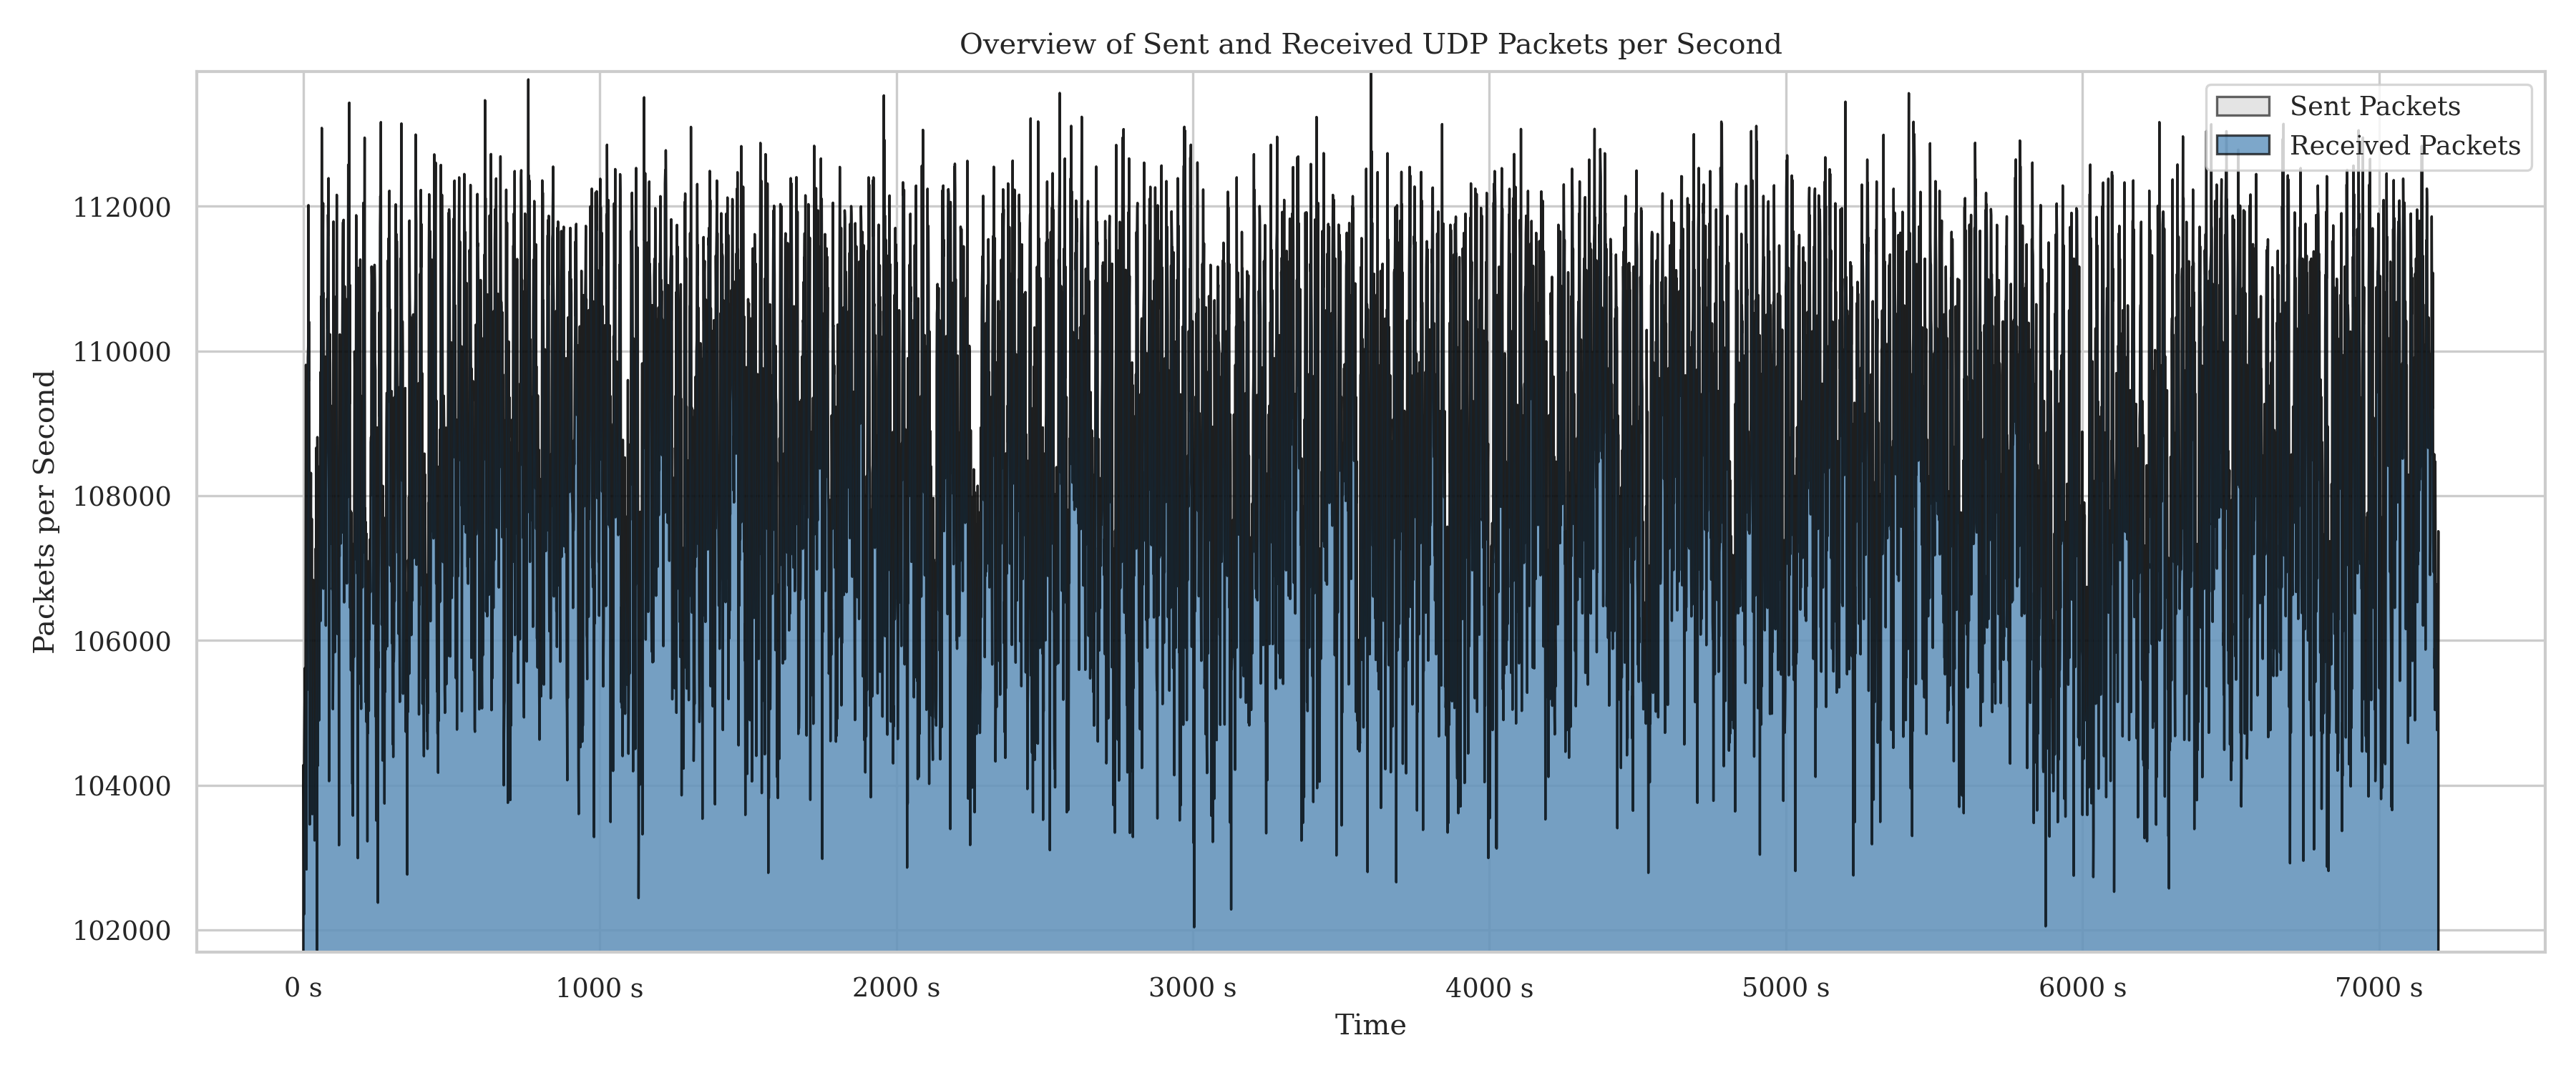 Overview of Sent and Received UDP Packets per Second
Sent Packets
Received Packets
Packets per Second
112000
110000
108000
106000
104000
102000
0 s 1000 s 2000 s 3000 s 4000 s 5000 s 6000 s 7000 s
Time